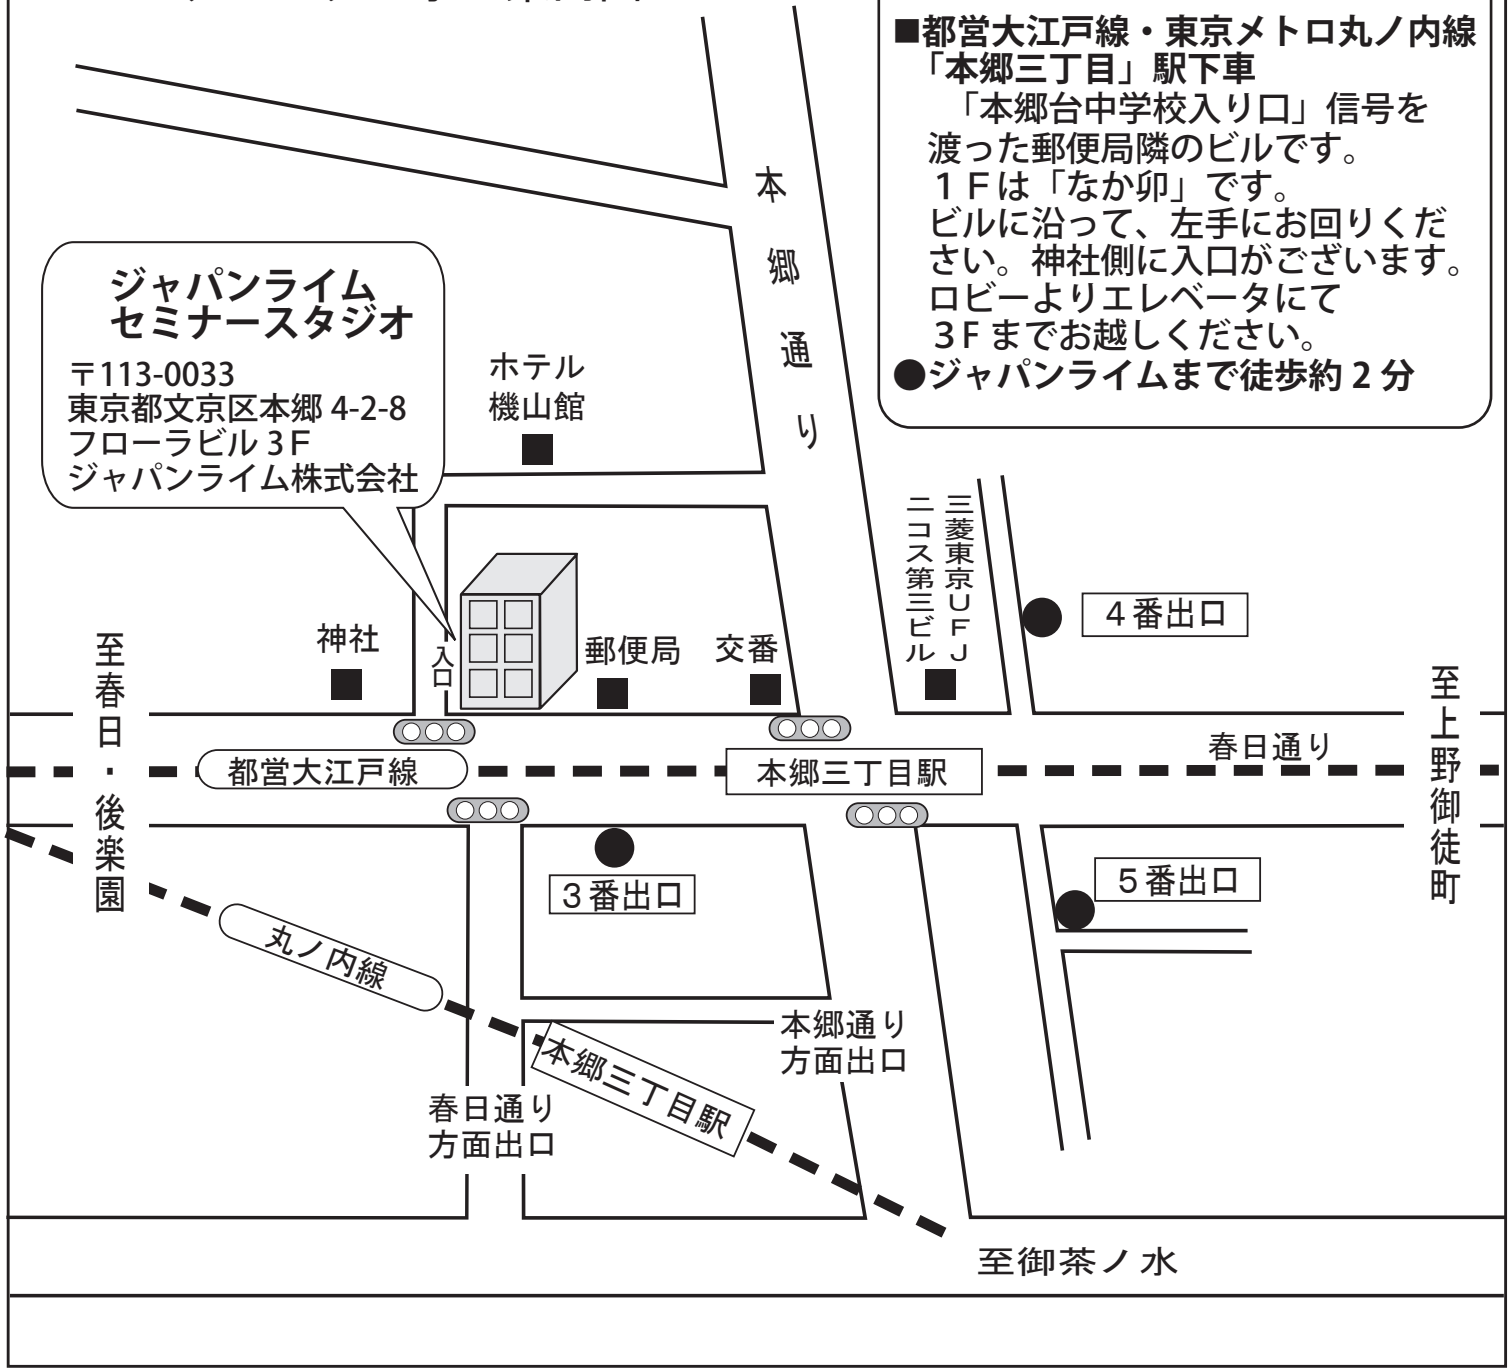 ■都営大江戸線・東京メトロ丸ノ内線
「本郷三丁目」駅下車
「本郷台中学校入り口」信号を
渡った郵便局隣のビルです。
1Fは「なか卯」です。
ビルに沿って、左手にお回りくだ
さい。神社側に入口がございます。
ロビーよりエレベータにて
3Fまでお越しください。
●ジャパンライムまで徒歩約2分
本郷通り
ジャパンライム
セミナースタジオ
〒113-0033
東京都文京区本郷 4-2-8
フローラビル 3F
ジャパンライム株式会社
ホテル
機山館
三菱東京UFJ
ニコス第三ビル
4番出口
神社
入口
郵便局
交番
至春日・後楽園
至上野御徒町
春日通り
都営大江戸線
本郷三丁目駅
3番出口
5番出口
丸ノ内線
本郷三丁目駅
本郷通り
方面出口
春日通り
方面出口
至御茶ノ水